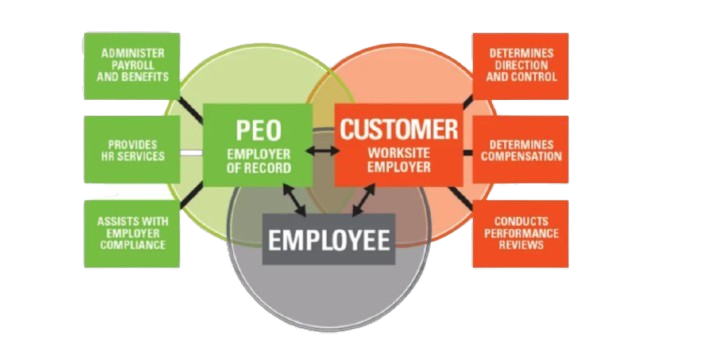 ADMINISTER
PAYROLL
AND BENEFITS
PROVIDES
HR SERVICES
ASSISTS WITH
EMPLOYER
COMPLIANCE
PEO
EMPLOYER
OF RECORD
CUSTOMER
WORKSITE
EMPLOYER
EMPLOYEE
DETERMINES
DIRECTION
AND CONTROL
DETERMINES
COMPENSATION
CONDUCTS
PERFORMANCE
REVIEWS